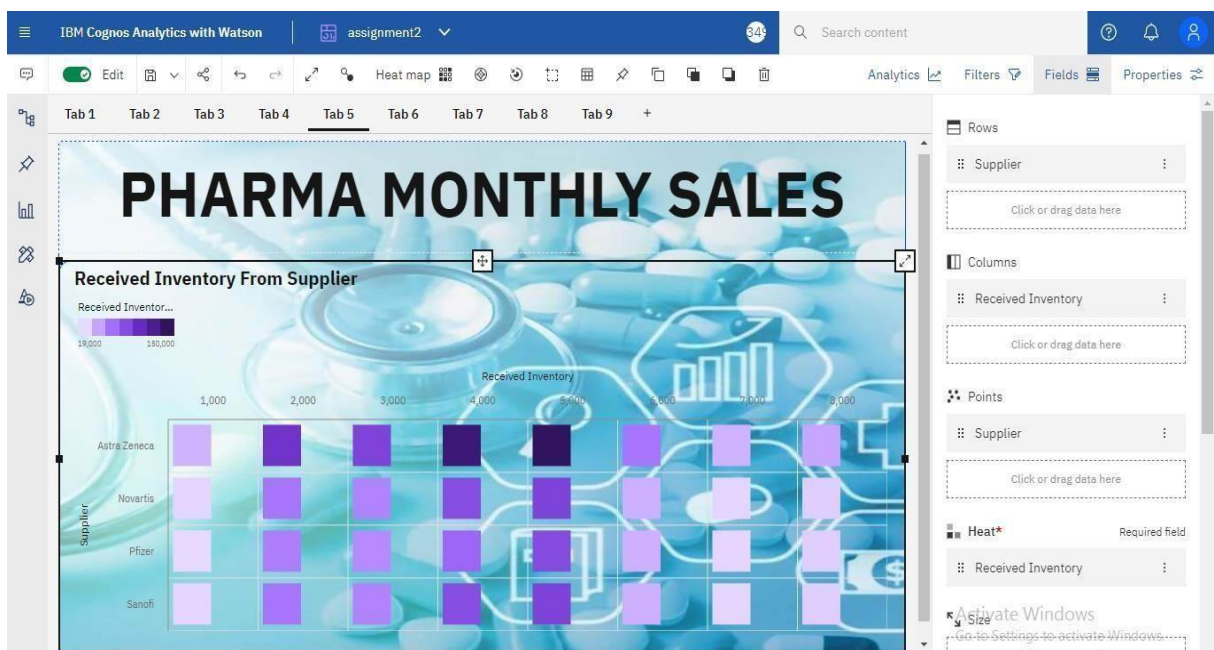 IBM Cognos Analytics with Watson assignment2 349 Search content
Edit Heat map Analytics Filters Fields Properties
Tab 1 Tab 2 Tab 3 Tab 4 Tab 5 Tab 6 Tab 7 Tab 8 Tab 9 +
PHARMA MONTHLY SALES
Received Inventory From Supplier
Received Inventor...
19,000 180,000
Received Inventory
1,000 2,000 3,000 4,000 5,000 6,000 7,000 8,000
Supplier
Astra Zeneca
Novartis
Pfizer
Sanofi
Rows
Supplier
Click or drag data here
Columns
Received Inventory
Click or drag data here
Points
Supplier
Click or drag data here
Heat* Required field
Received Inventory
Size
Activate Windows
Go to Settings to activate Windows.